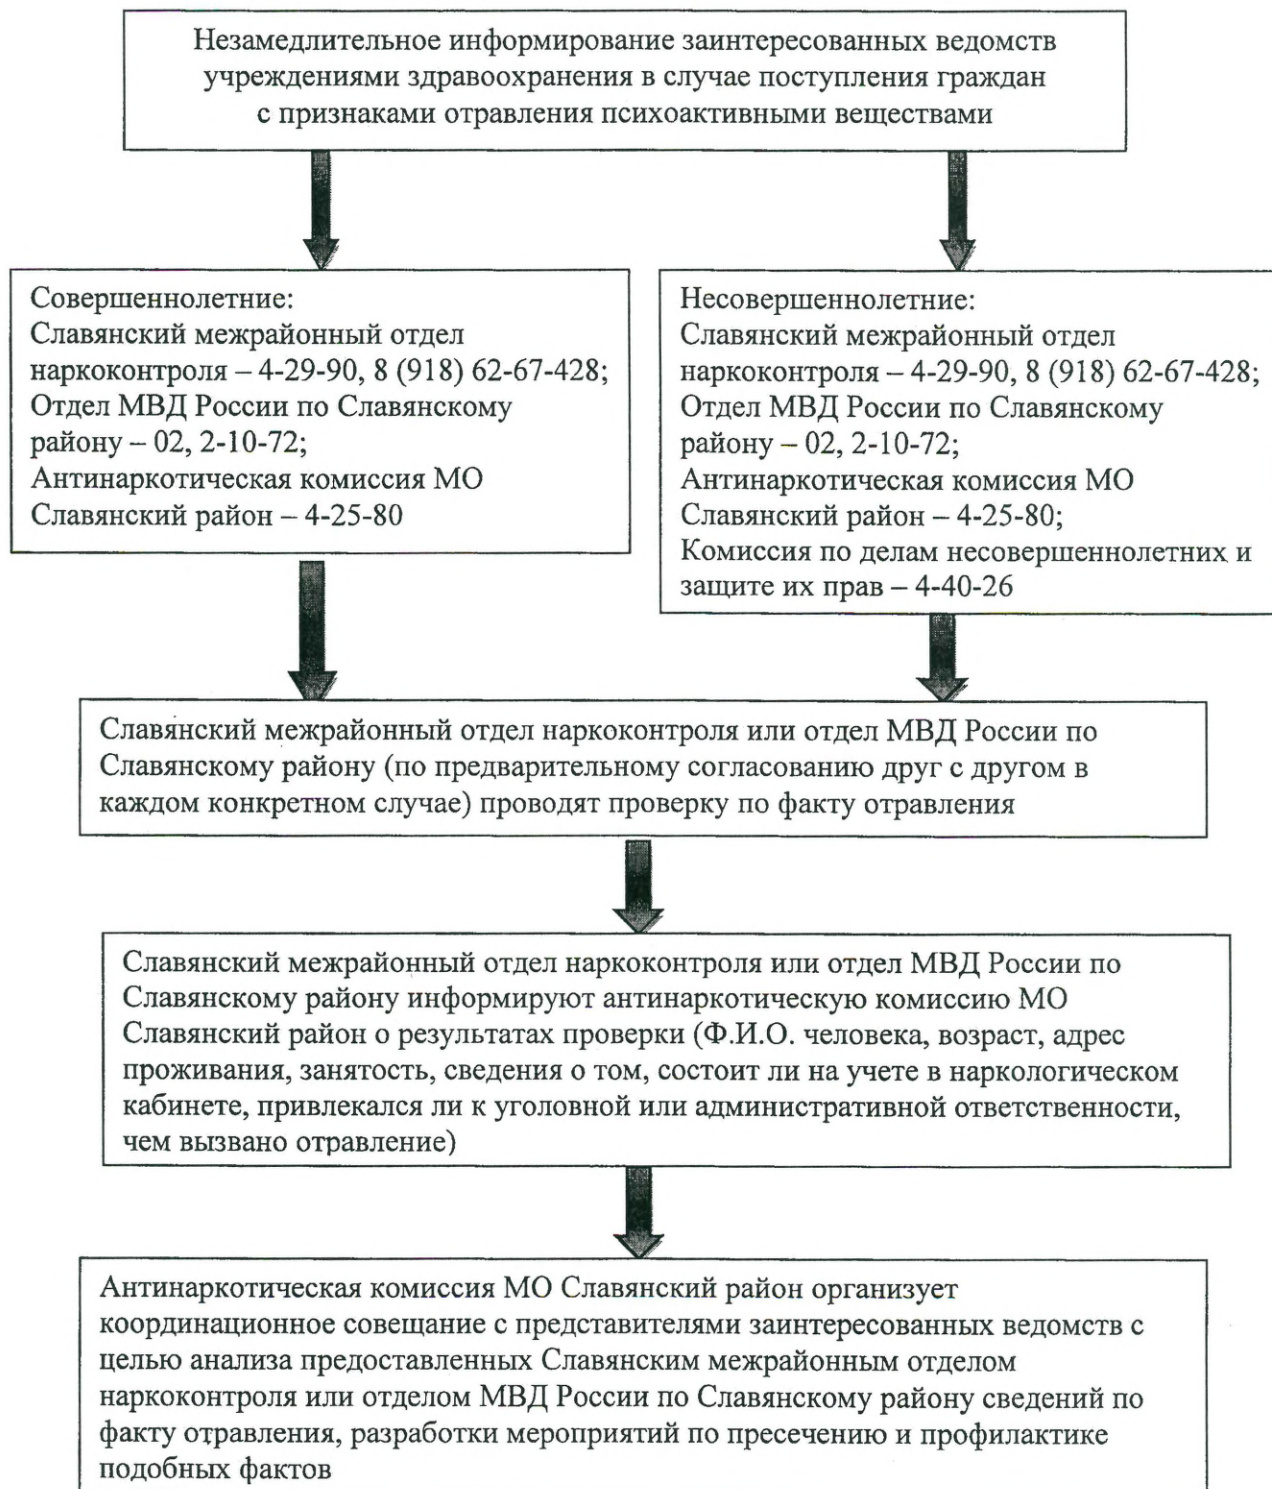 Незамедлительное информирование заинтересованных ведомств
учреждениями здравоохранения в случае поступления граждан
с признаками отравления психоактивными веществами
Совершеннолетние:
Славянский межрайонный отдел
наркоконтроля – 4-29-90, 8 (918) 62-67-428;
Отдел МВД России по Славянскому
району – 02, 2-10-72;
Антинаркотическая комиссия МО
Славянский район – 4-25-80
Несовершеннолетние:
Славянский межрайонный отдел
наркоконтроля – 4-29-90, 8 (918) 62-67-428;
Отдел МВД России по Славянскому
району – 02, 2-10-72;
Антинаркотическая комиссия МО
Славянский район – 4-25-80;
Комиссия по делам несовершеннолетних и
защите их прав – 4-40-26
Славянский межрайонный отдел наркоконтроля или отдел МВД России по
Славянскому району (по предварительному согласованию друг с другом в
каждом конкретном случае) проводят проверку по факту отравления
Славянский межрайонный отдел наркоконтроля или отдел МВД России по
Славянскому району информируют антинаркотическую комиссию МО
Славянский район о результатах проверки (Ф.И.О. человека, возраст, адрес
проживания, занятость, сведения о том, состоит ли на учете в наркологическом
кабинете, привлекался ли к уголовной или административной ответственности,
чем вызвано отравление)
Антинаркотическая комиссия МО Славянский район организует
координационное совещание с представителями заинтересованных ведомств с
целью анализа предоставленных Славянским межрайонным отделом
наркоконтроля или отделом МВД России по Славянскому району сведений по
факту отравления, разработки мероприятий по пресечению и профилактике
подобных фактов